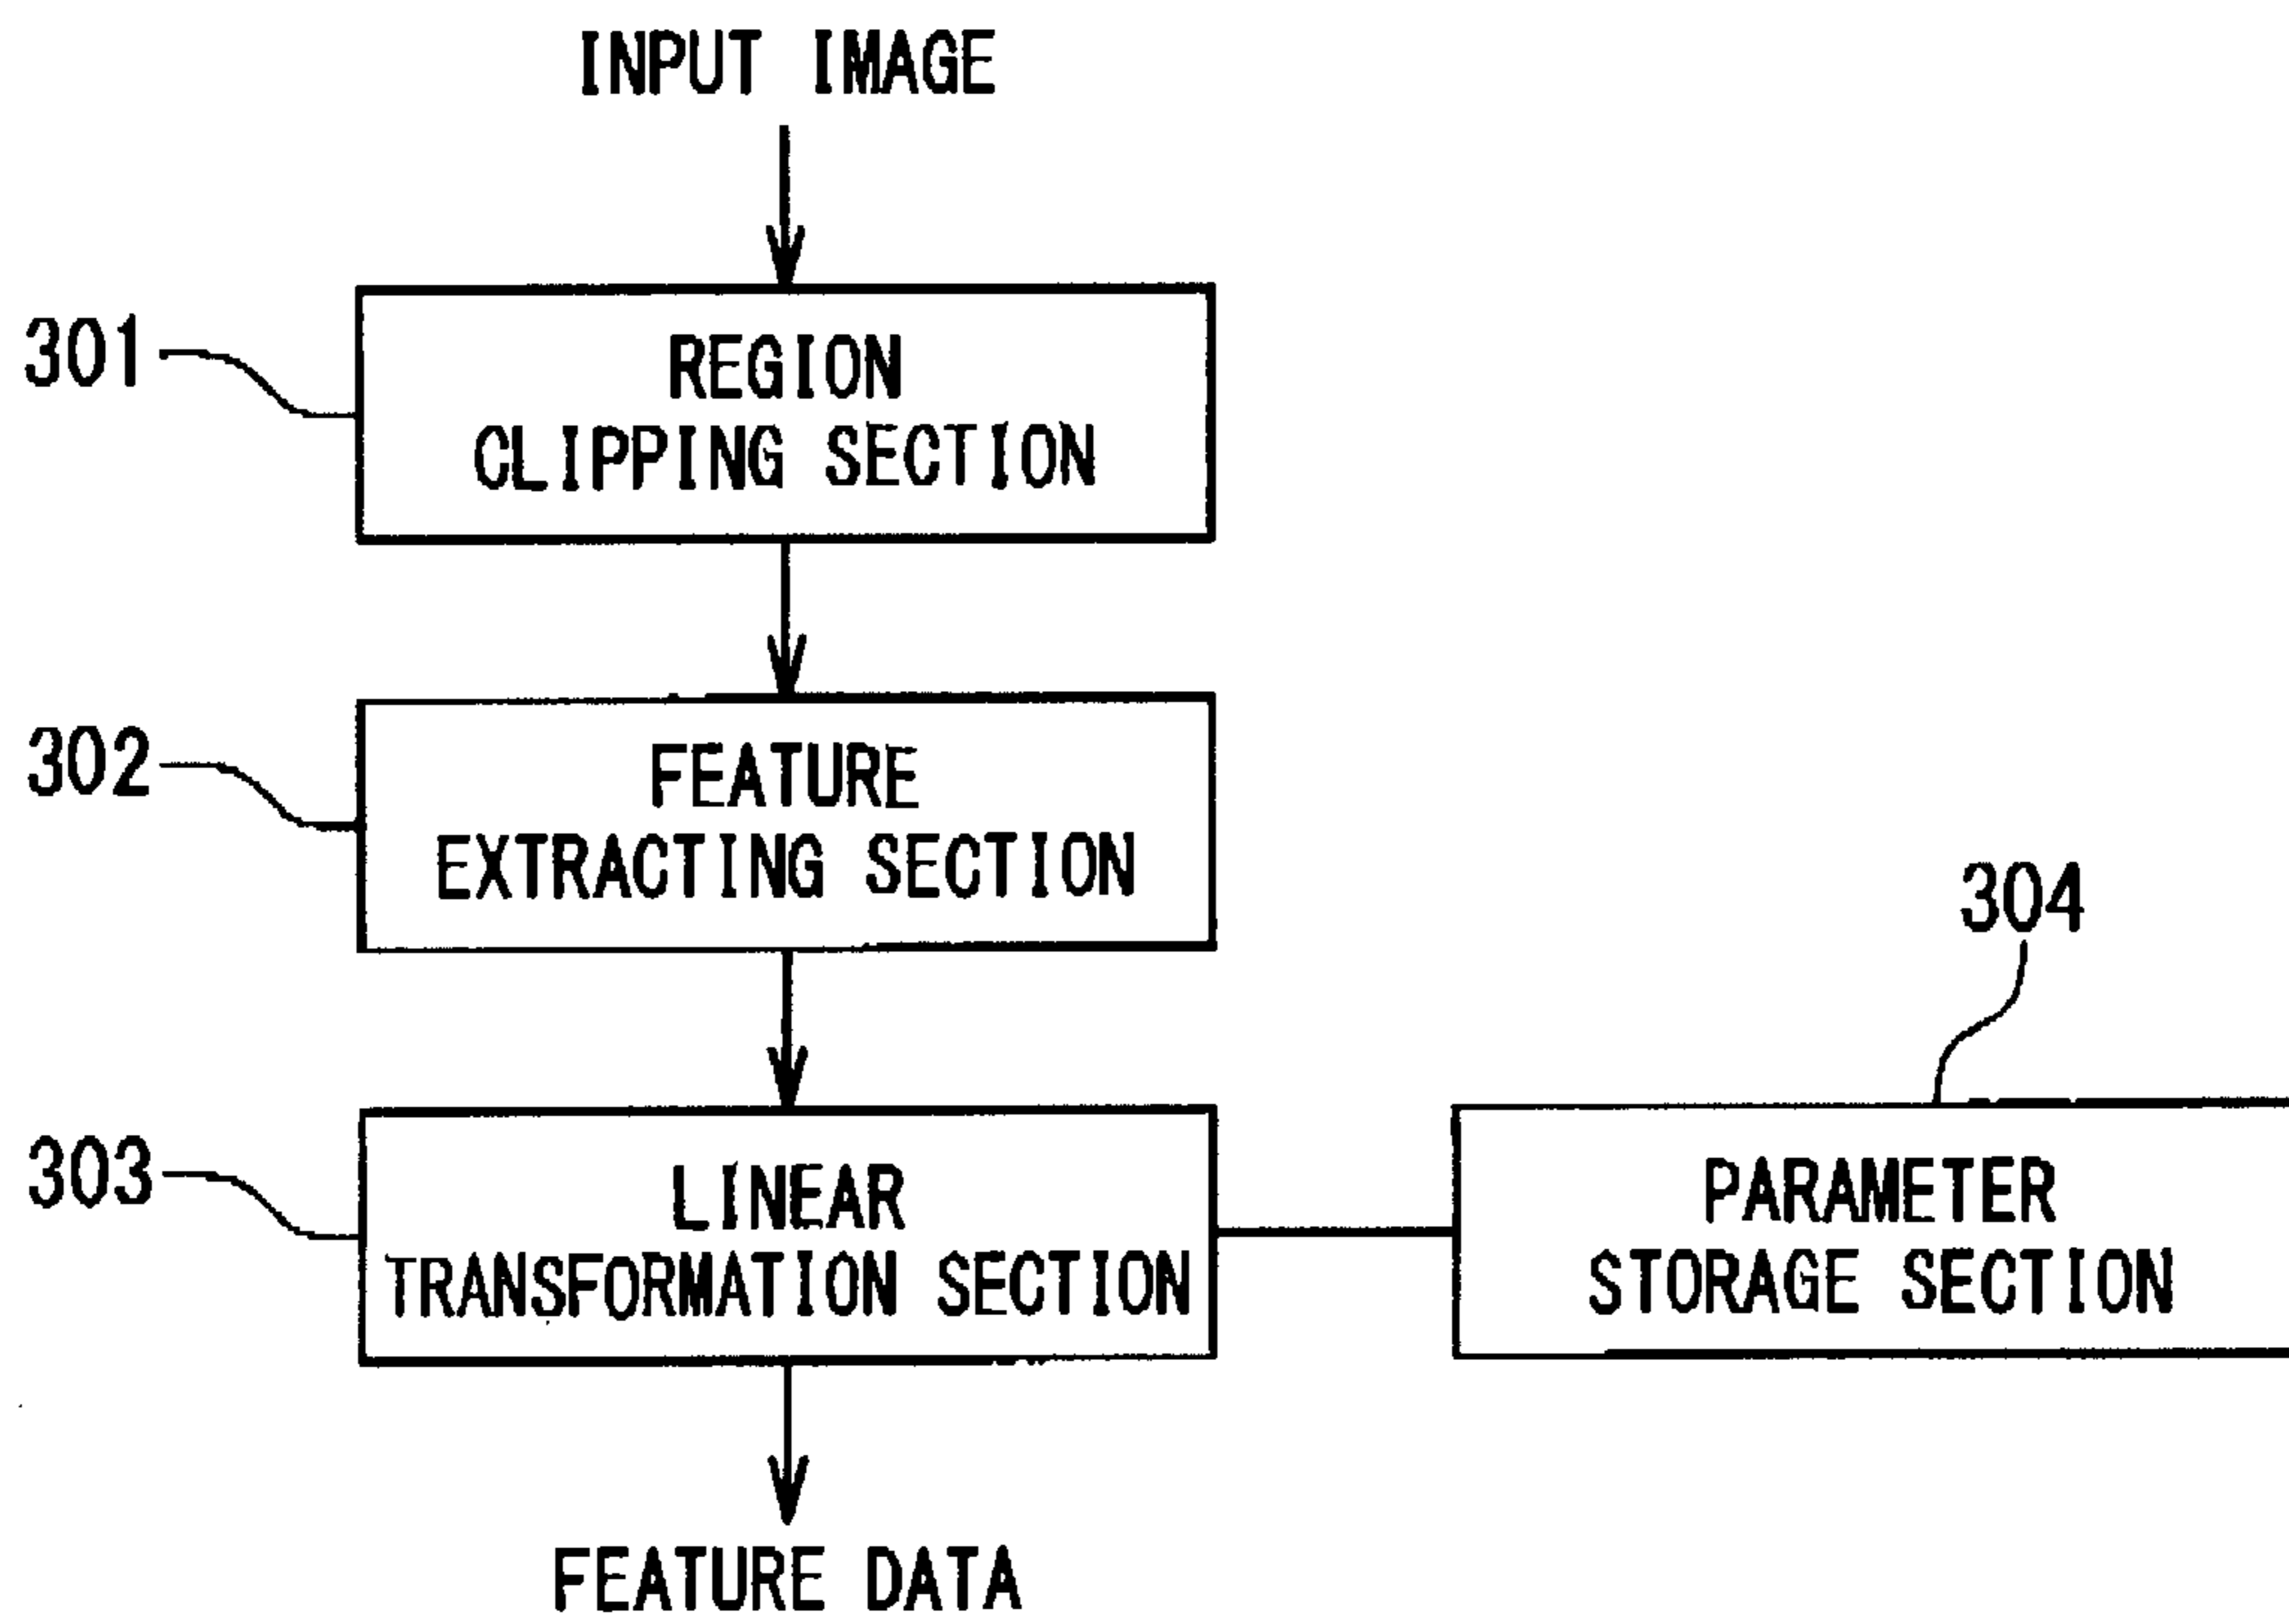 INPUT IMAGE
301
REGION
CLIPPING SECTION
302
FEATURE
EXTRACTING SECTION
304
303
LINEAR
TRANSFORMATION SECTION
PARAMETER
STORAGE SECTION
FEATURE DATA